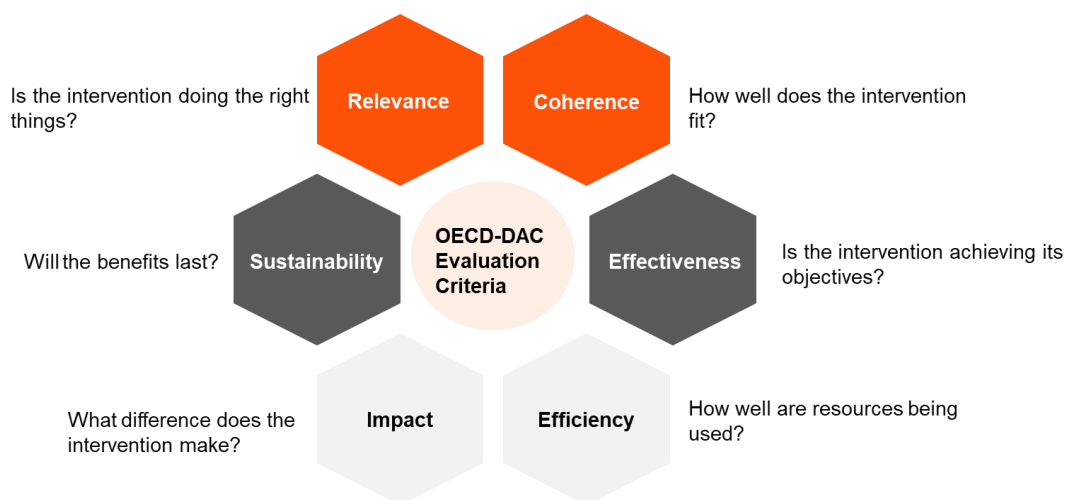 Is the intervention doing the right
things?
Relevance
Coherence
How well does the intervention
fit?
Will the benefits last?
Sustainability
OECD-DAC
Evaluation
Criteria
Effectiveness
Is the intervention achieving its
objectives?
What difference does the
intervention make?
Impact
Efficiency
How well are resources being
used?